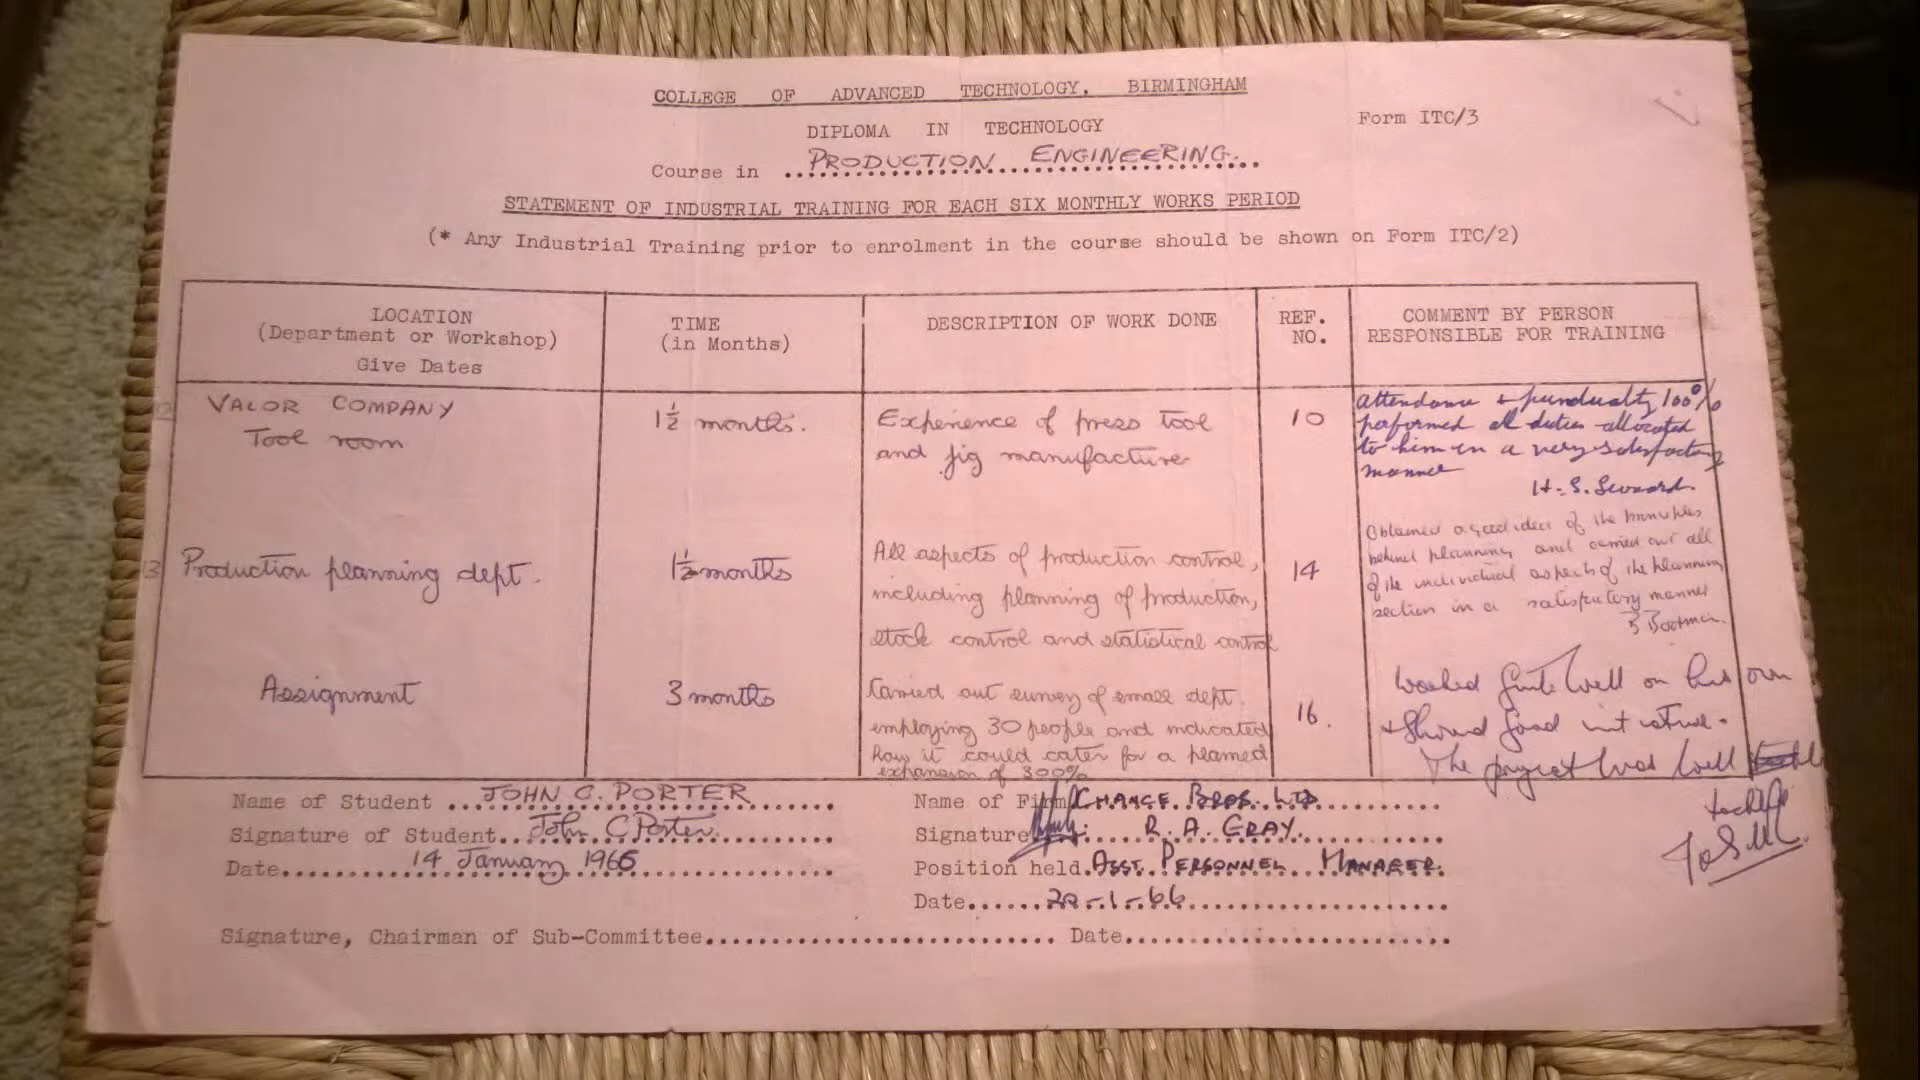 COLLEGE OF ADVANCED TECHNOLOGY, BIRMINGHAM
Form ITC/3
DIPLOMA IN TECHNOLOGY
Course in PRODUCTION ENGINEERING
STATEMENT OF INDUSTRIAL TRAINING FOR EACH SIX MONTHLY WORKS PERIOD
(* Any Industrial Training prior to enrolment in the course should be shown on Form ITC/2)
LOCATION
(Department or Workshop)
Give Dates
TIME
(in Months)
DESCRIPTION OF WORK DONE
REF.
NO.
COMMENT BY PERSON
RESPONSIBLE FOR TRAINING
12
VALOR COMPANY
Tool room
1½ months.
Experience of press tool
and jig manufacture
10
Attendance + punctuality 100%
performed all duties allocated
to him in a very satisfactory
manner
13
Production planning dept.
1½ months
All aspects of production control,
including planning of production,
stock control and statistical control
14
Obtained a good idea of the principles
behind planning and carried out all
of the individual aspects of the planning
section in a satisfactory manner
Assignment
3 months
Carried out survey of small dept.
employing 30 people and indicated
how it could cater for a planned
expansion of 300%
16.
Worked quite well on his own
+ showed good initiative.
The project was well
Name of Student JOHN C. PORTER
Signature of Student John C Porter
Date 14 January 1966
Name of Firm CHANCE BROS. LTD
Signature R. A. GRAY
Position held ASST. PERSONNEL MANAGER
Date 20-1-66
Signature, Chairman of Sub-Committee Date